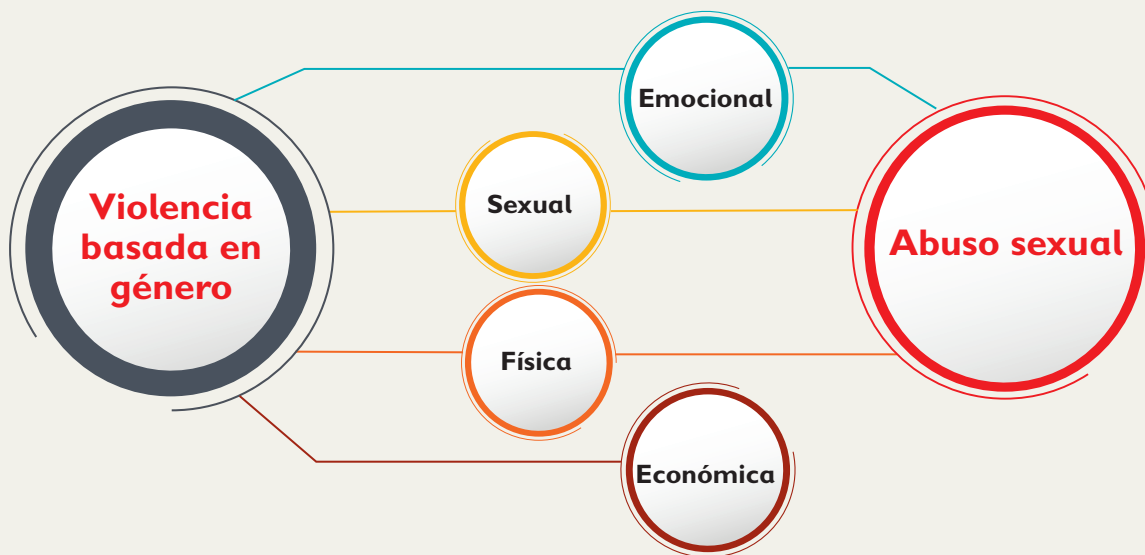 Violencia
basada en
género
Emocional
Sexual
Física
Económica
Abuso sexual